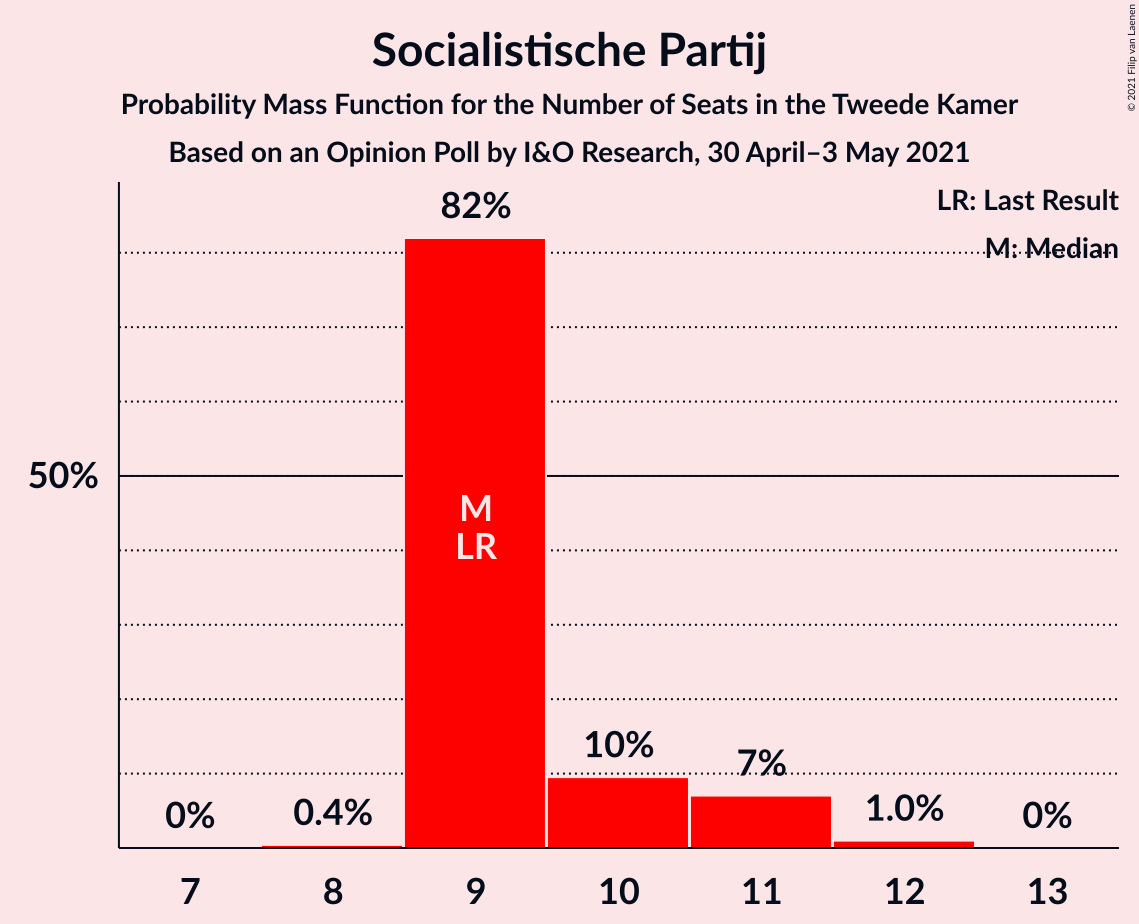 Socialistische Partij
Probability Mass Function for the Number of Seats in the Tweede Kamer
Based on an Opinion Poll by I&O Research, 30 April–3 May 2021
© 2021 Filip van Laenen
LR: Last Result
M: Median
50%
0%
0.4%
82%
M
LR
10%
7%
1.0%
0%
7 8 9 10 11 12 13